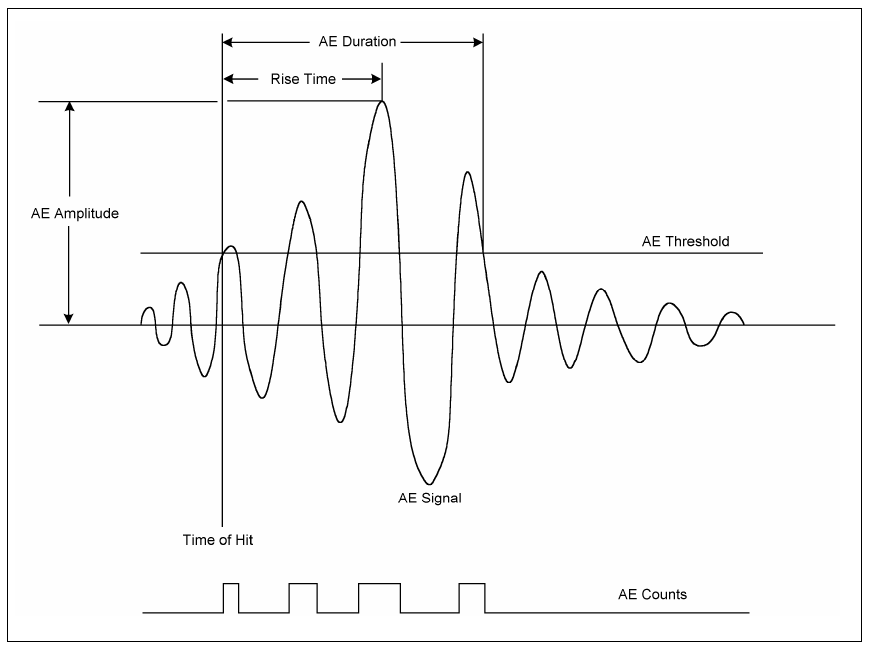 AE Duration
Rise Time
AE Amplitude
AE Threshold
AE Signal
Time of Hit
AE Counts